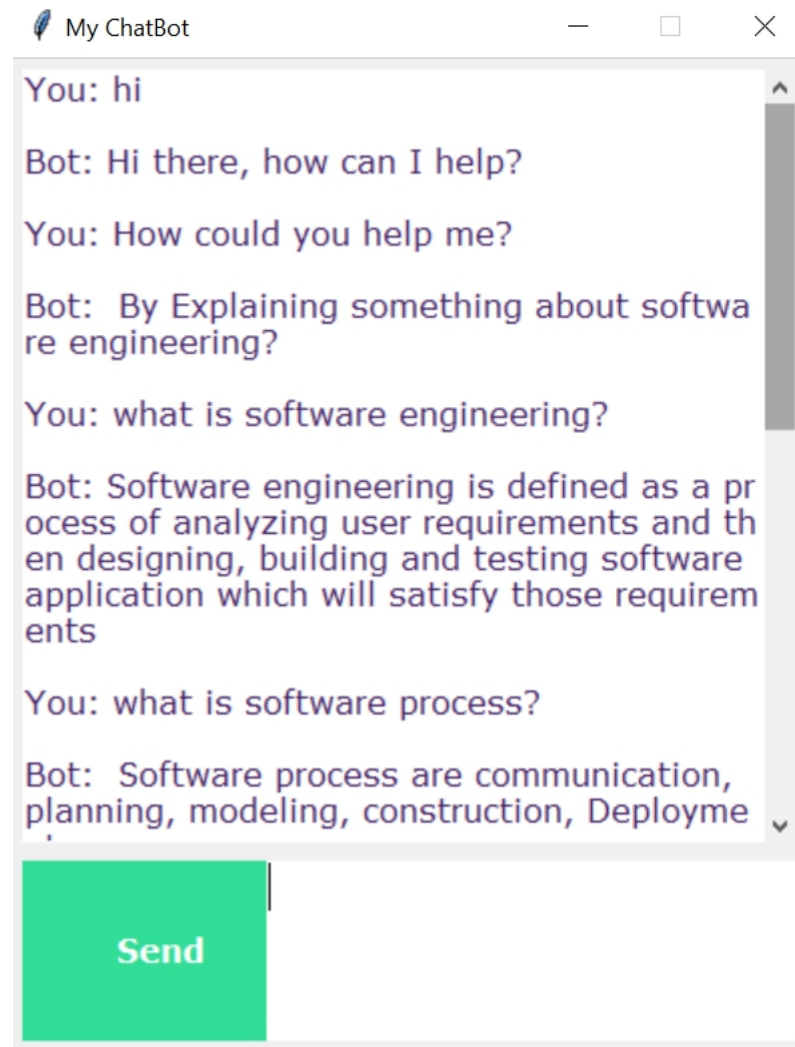 My ChatBot
You: hi
Bot: Hi there, how can I help?
You: How could you help me?
Bot:  By Explaining something about softwa
re engineering?
You: what is software engineering?
Bot: Software engineering is defined as a pr
ocess of analyzing user requirements and th
en designing, building and testing software
application which will satisfy those requirem
ents
You: what is software process?
Bot:  Software process are communication,
planning, modeling, construction, Deployme
Send